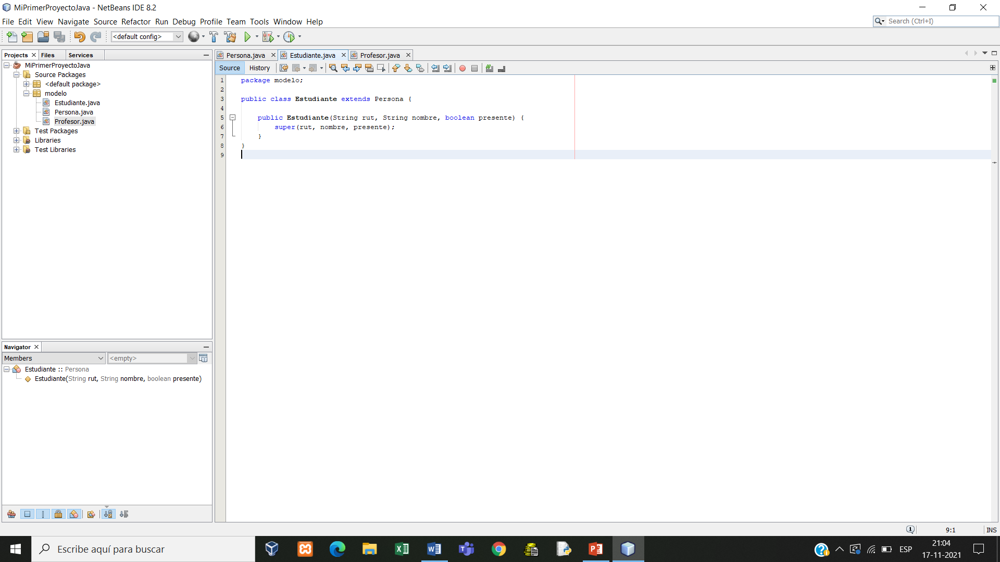 MiPrimerProyectoJava - NetBeans IDE 8.2
File Edit View Navigate Source Refactor Run Debug Profile Team Tools Window Help
Search (Ctrl+I)
<default config>
Projects Files Services
MiPrimerProyectoJava
Source Packages
<default package>
modelo
Estudiante.java
Persona.java
Profesor.java
Test Packages
Libraries
Test Libraries
Persona.java Estudiante.java Profesor.java
Source History
1 package modelo;
2
3 public class Estudiante extends Persona {
4
5 public Estudiante(String rut, String nombre, boolean presente) {
6 super(rut, nombre, presente);
7 }
8 }
9
Navigator
Members <empty>
Estudiante :: Persona
Estudiante(String rut, String nombre, boolean presente)
1 9:1 INS
Escribe aquí para buscar
ESP
21:04
17-11-2021